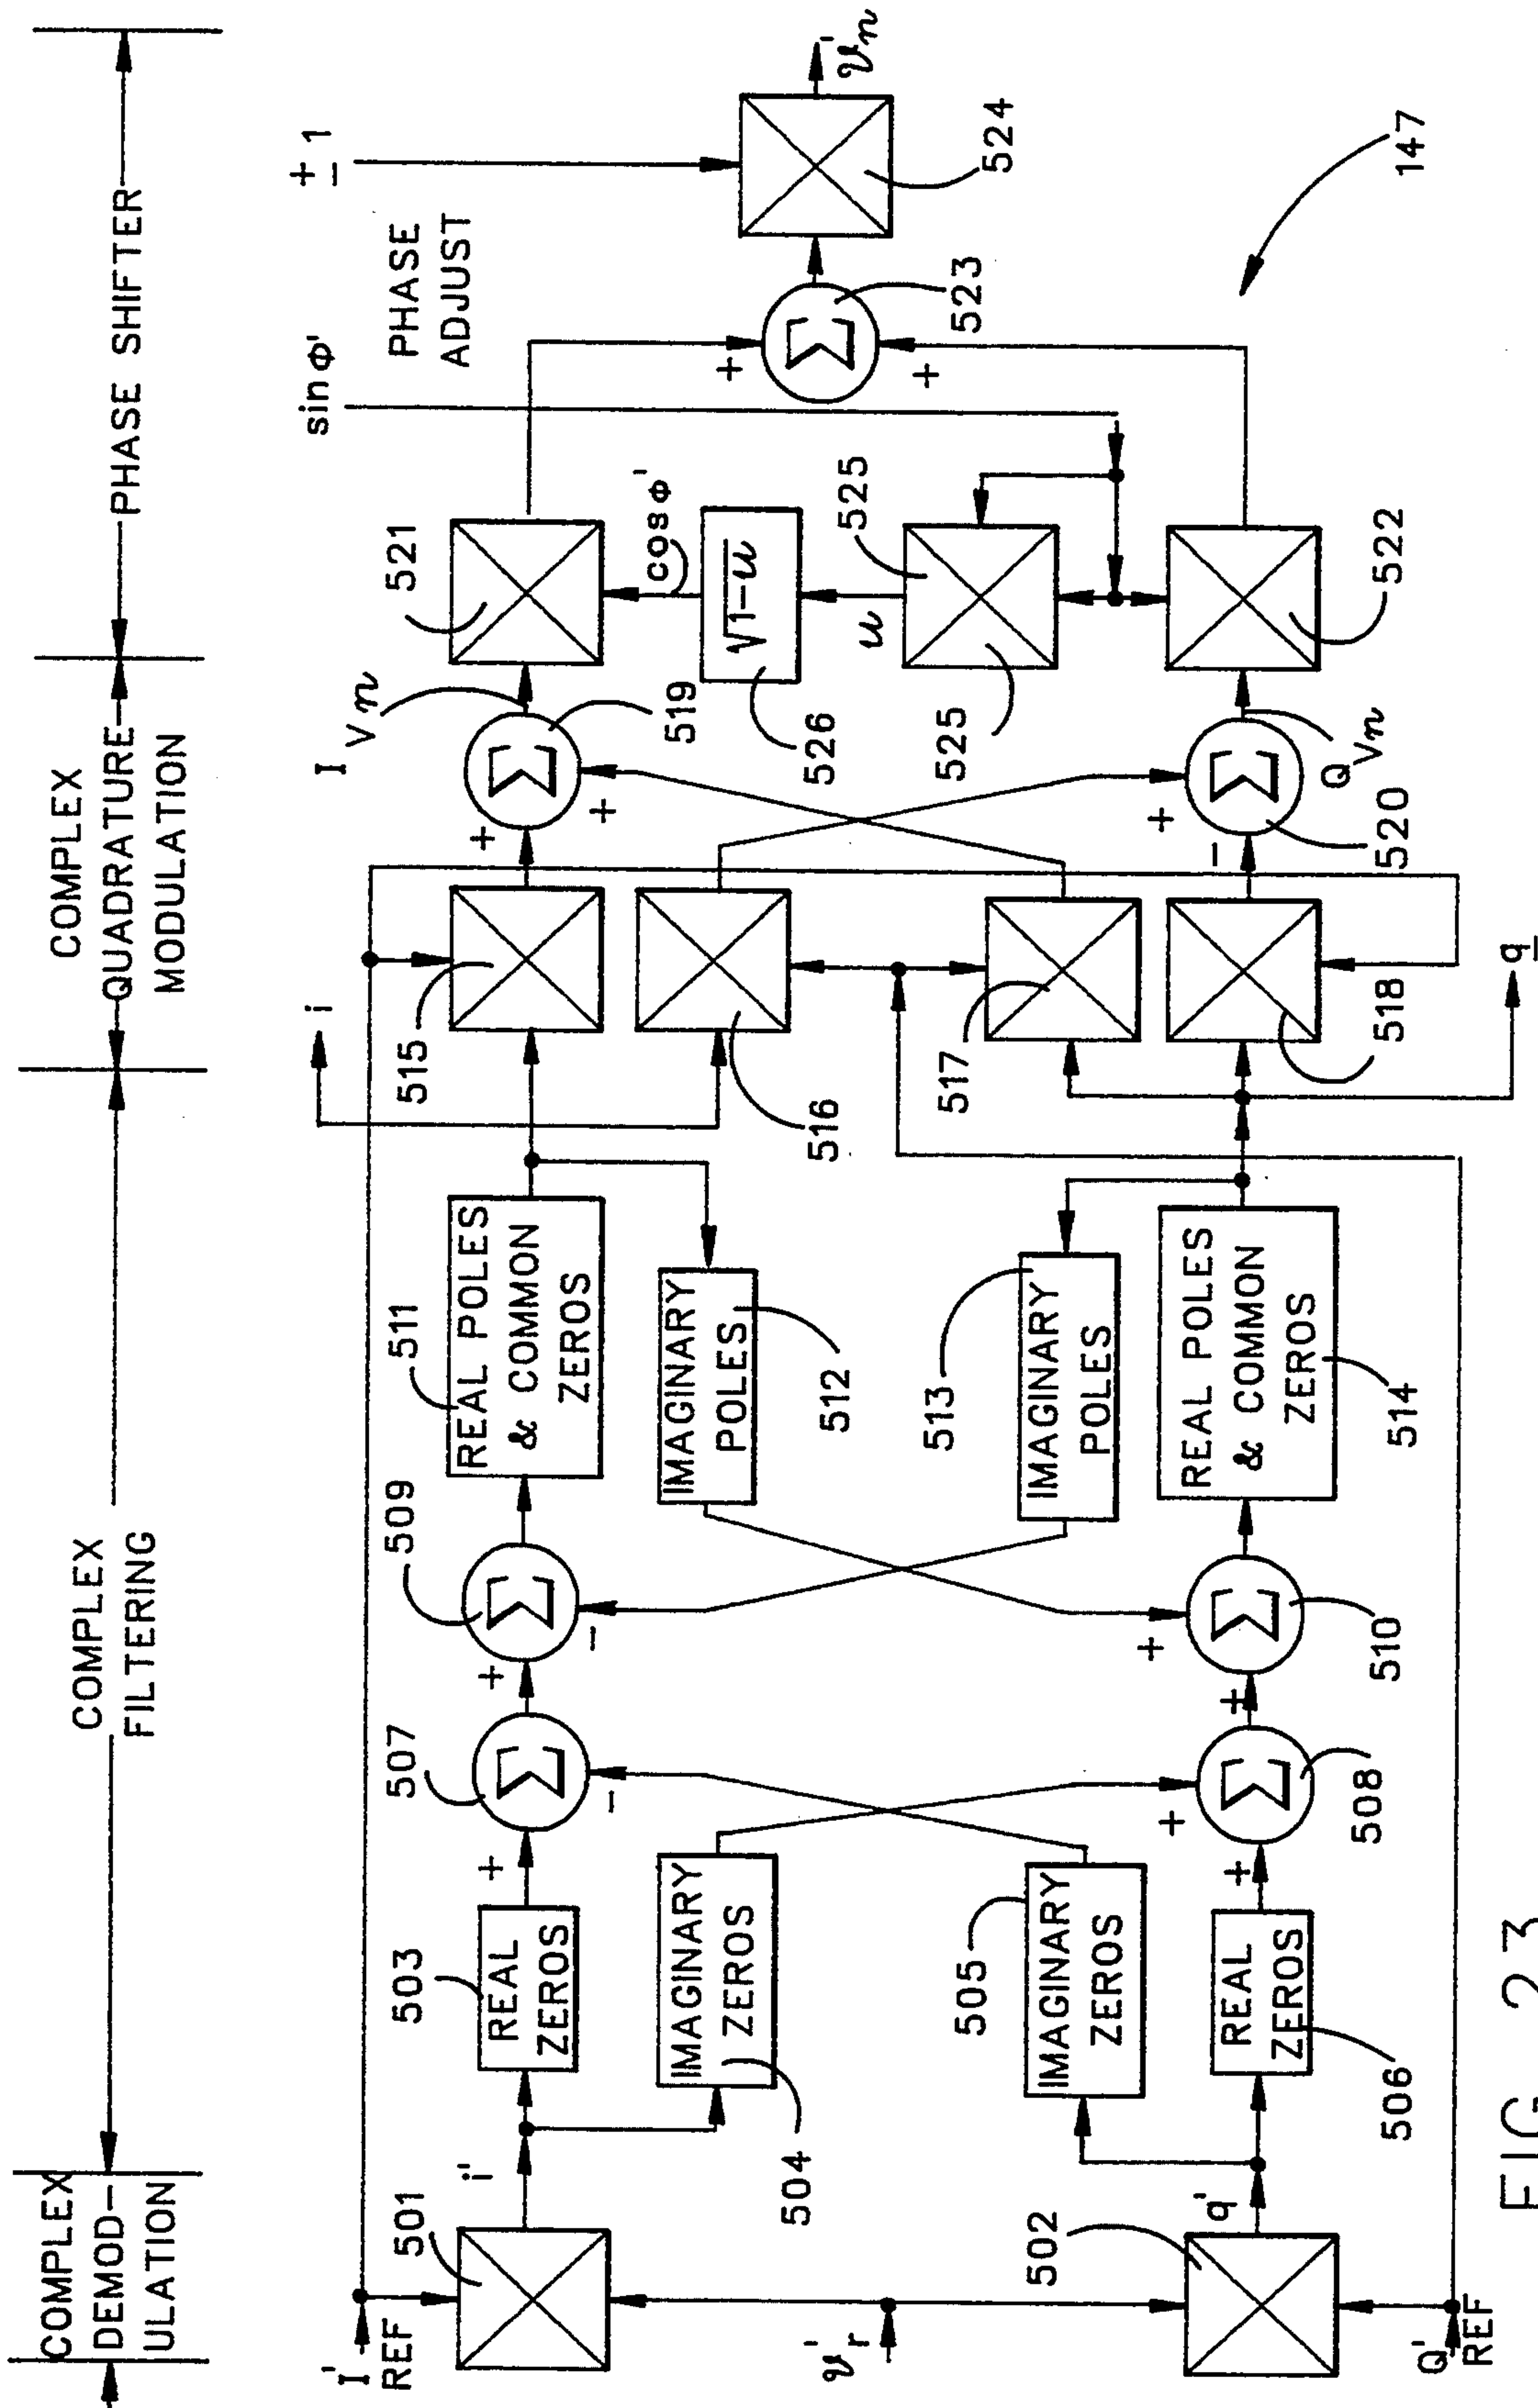 COMPLEX
DEMOD-
ULATION
COMPLEX
FILTERING
COMPLEX
QUADRATURE
MODULATION
PHASE SHIFTER
I'
REF
501
i'
503
REAL
ZEROS
+
507
Σ
-
+
509
Σ
-
511
REAL POLES
& COMMON
ZEROS
i
515
+
+
Σ
519
I
Vn
521
sin Φ'
PHASE
ADJUST
± 1
504
IMAGINARY
ZEROS
IMAGINARY
POLES
512
516
526
√1-u
cos Φ'
+
Σ
523
+
524
v'n
v'r
505
IMAGINARY
ZEROS
513
IMAGINARY
POLES
517
525
u
525
502
q'
506
REAL
ZEROS
+
+
Σ
508
+
+
Σ
510
REAL POLES
& COMMON
ZEROS
514
518
-
+
Σ
520
Q
Vn
522
147
Q'
REF
q
FIG 23